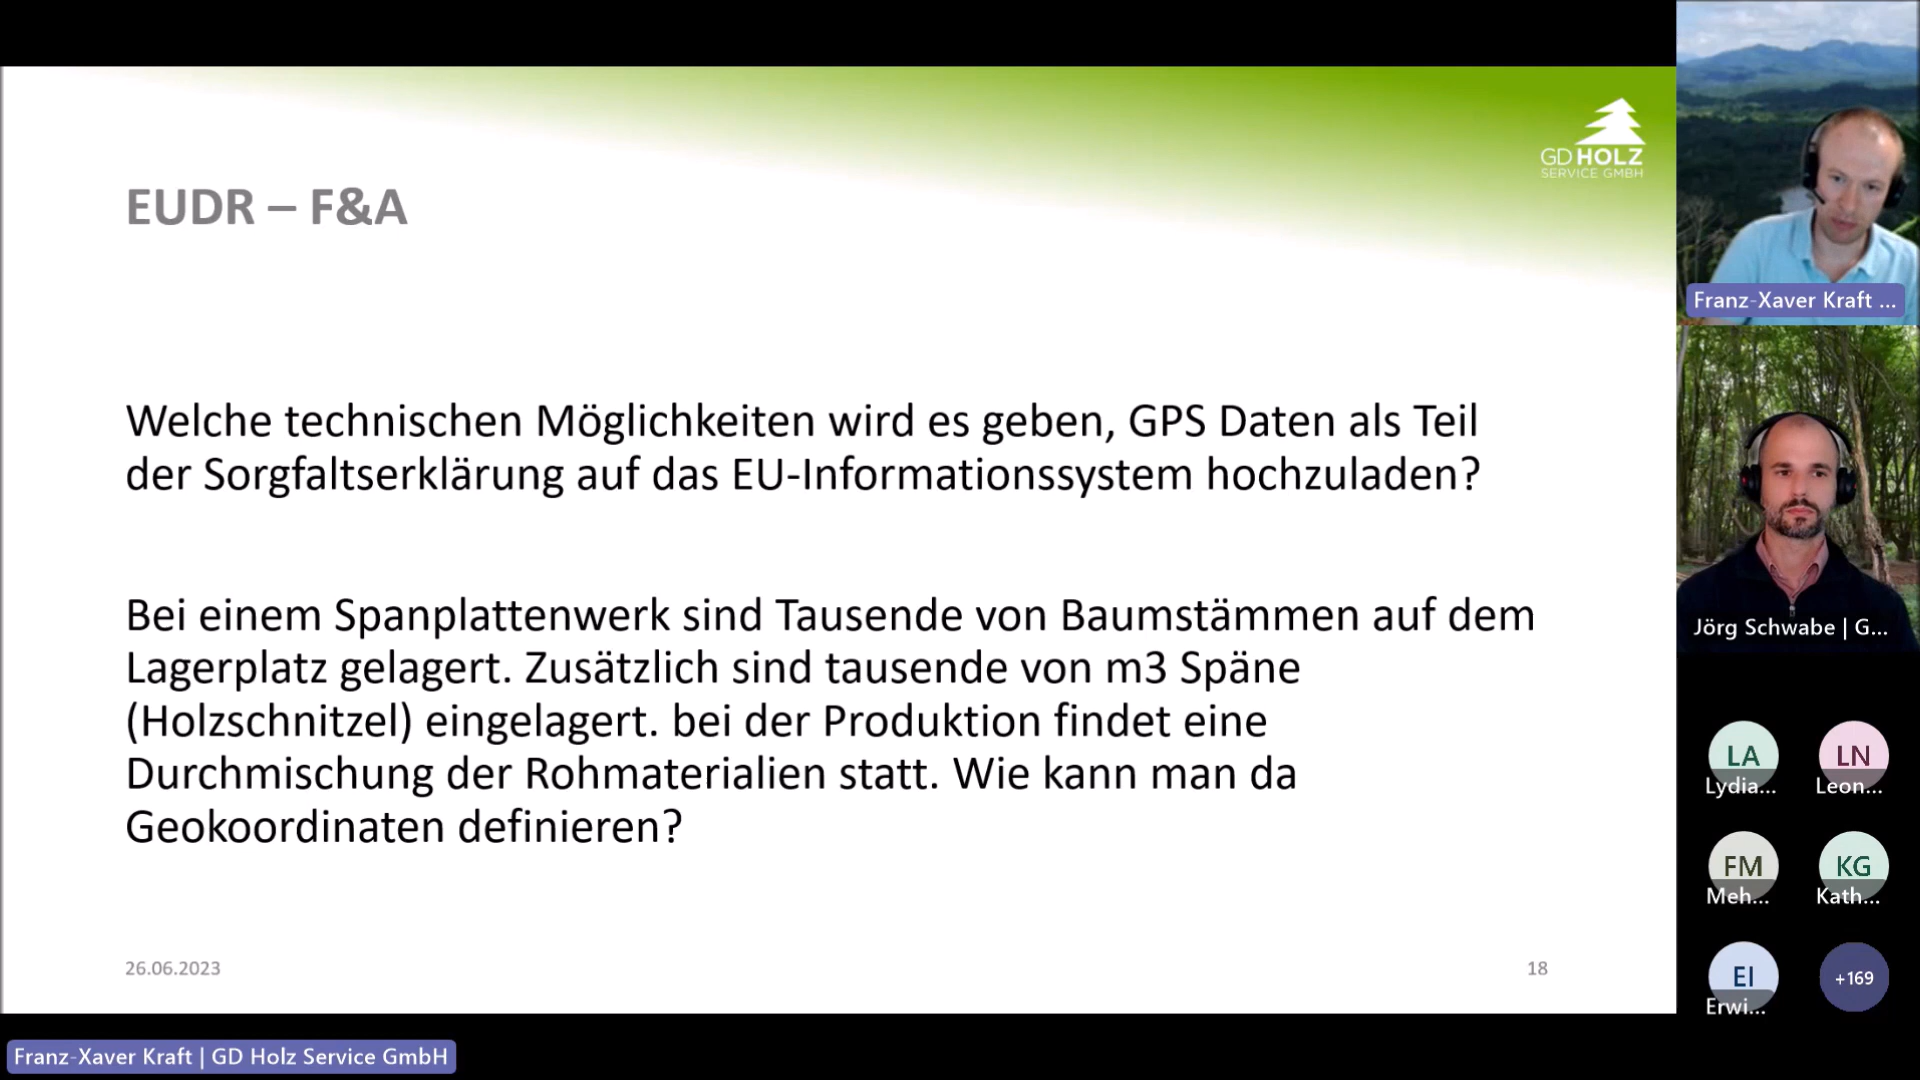 GD HOLZ
SERVICE GMBH
EUDR – F&A
Welche technischen Möglichkeiten wird es geben, GPS Daten als Teil
der Sorgfaltserklärung auf das EU-Informationssystem hochzuladen?
Bei einem Spanplattenwerk sind Tausende von Baumstämmen auf dem
Lagerplatz gelagert. Zusätzlich sind tausende von m3 Späne
(Holzschnitzel) eingelagert. bei der Produktion findet eine
Durchmischung der Rohmaterialien statt. Wie kann man da
Geokoordinaten definieren?
26.06.2023
18
Franz-Xaver Kraft | GD Holz Service GmbH
Franz-Xaver Kraft ...
Jörg Schwabe | G...
LA
Lydia...
LN
Leon...
FM
Meh...
KG
Kath...
EI
Erwi...
+169